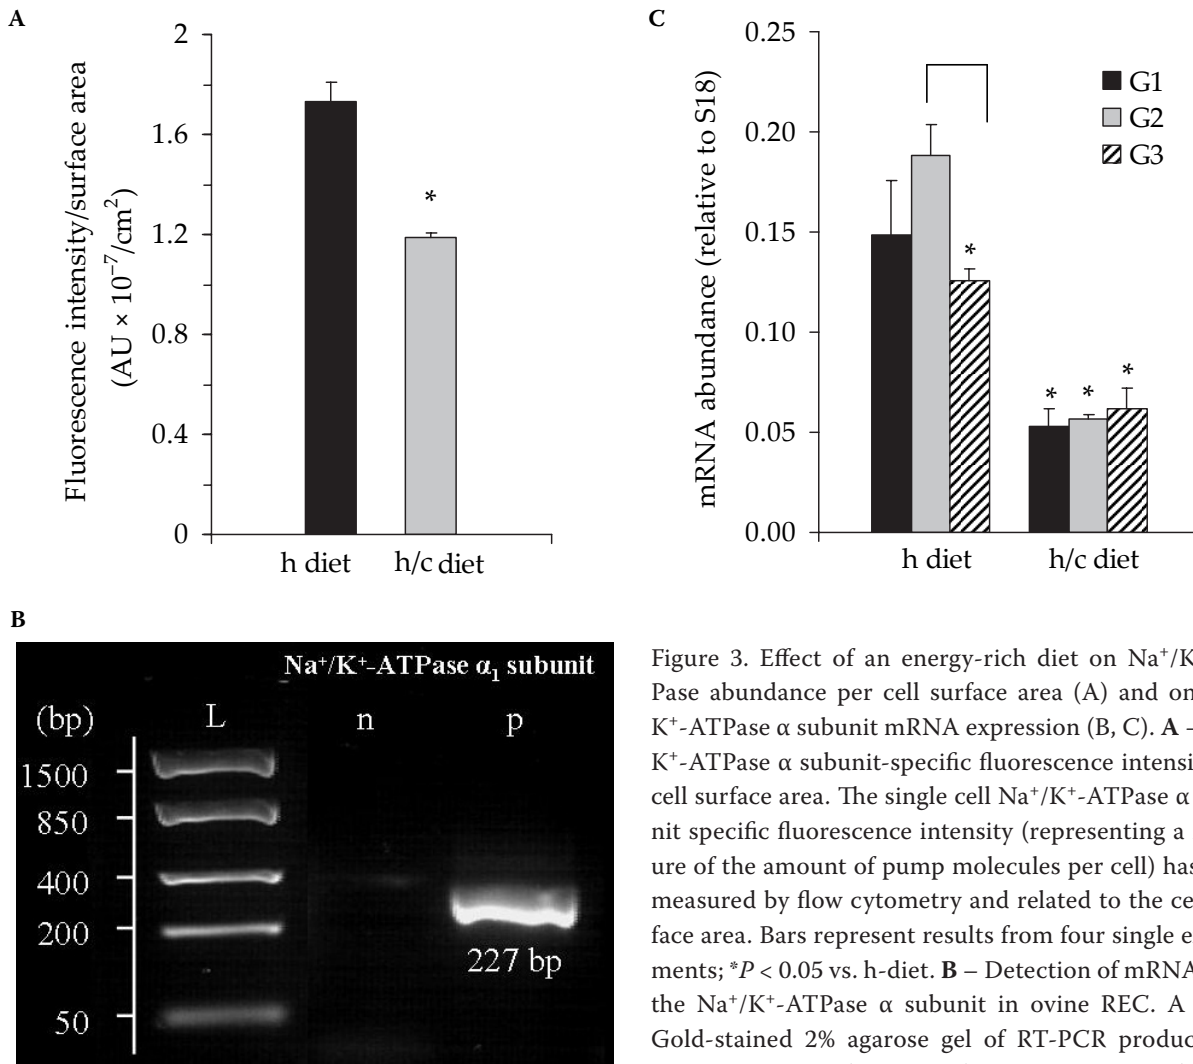 A
2
1.6
1.2
0.8
0.4
0
Fluorescence intensity/surface area
(AU × 10⁻⁷/cm²)
*
h diet
h/c diet
C
0.25
0.20
0.15
0.10
0.05
0.00
mRNA abundance (relative to S18)
G1
G2
G3
*
* * *
h diet
h/c diet
B
Na⁺/K⁺-ATPase α₁ subunit
(bp)
L
n
p
1500
850
400
200
50
227 bp
Figure 3. Effect of an energy-rich diet on Na⁺/K
Pase abundance per cell surface area (A) and on
K⁺-ATPase α subunit mRNA expression (B, C). A –
K⁺-ATPase α subunit-specific fluorescence intensi
cell surface area. The single cell Na⁺/K⁺-ATPase α
nit specific fluorescence intensity (representing a
ure of the amount of pump molecules per cell) has
measured by flow cytometry and related to the ce
face area. Bars represent results from four single e
ments; *P < 0.05 vs. h-diet. B – Detection of mRNA
the Na⁺/K⁺-ATPase α subunit in ovine REC. A
Gold-stained 2% agarose gel of RT-PCR produc